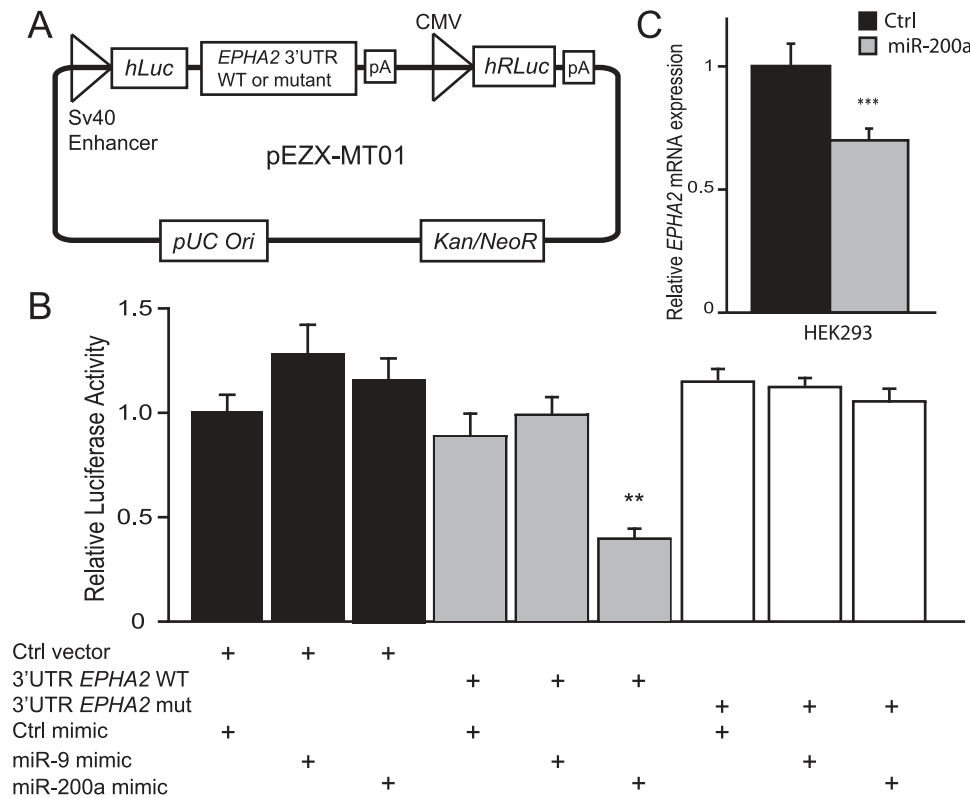 A
CMV
hLuc
EPHA2 3'UTR
WT or mutant
pA
hRLuc
pA
Sv40
Enhancer
pEZX-MT01
pUC Ori
Kan/NeoR
C
Ctrl
miR-200a
Relative EPHA2 mRNA expression
1
0.5
0
***
HEK293
B
Relative Luciferase Activity
1.5
1.0
0.5
0
**
Ctrl vector + + +
3'UTR EPHA2 WT + + +
3'UTR EPHA2 mut + + +
Ctrl mimic + + +
miR-9 mimic + + +
miR-200a mimic + + +